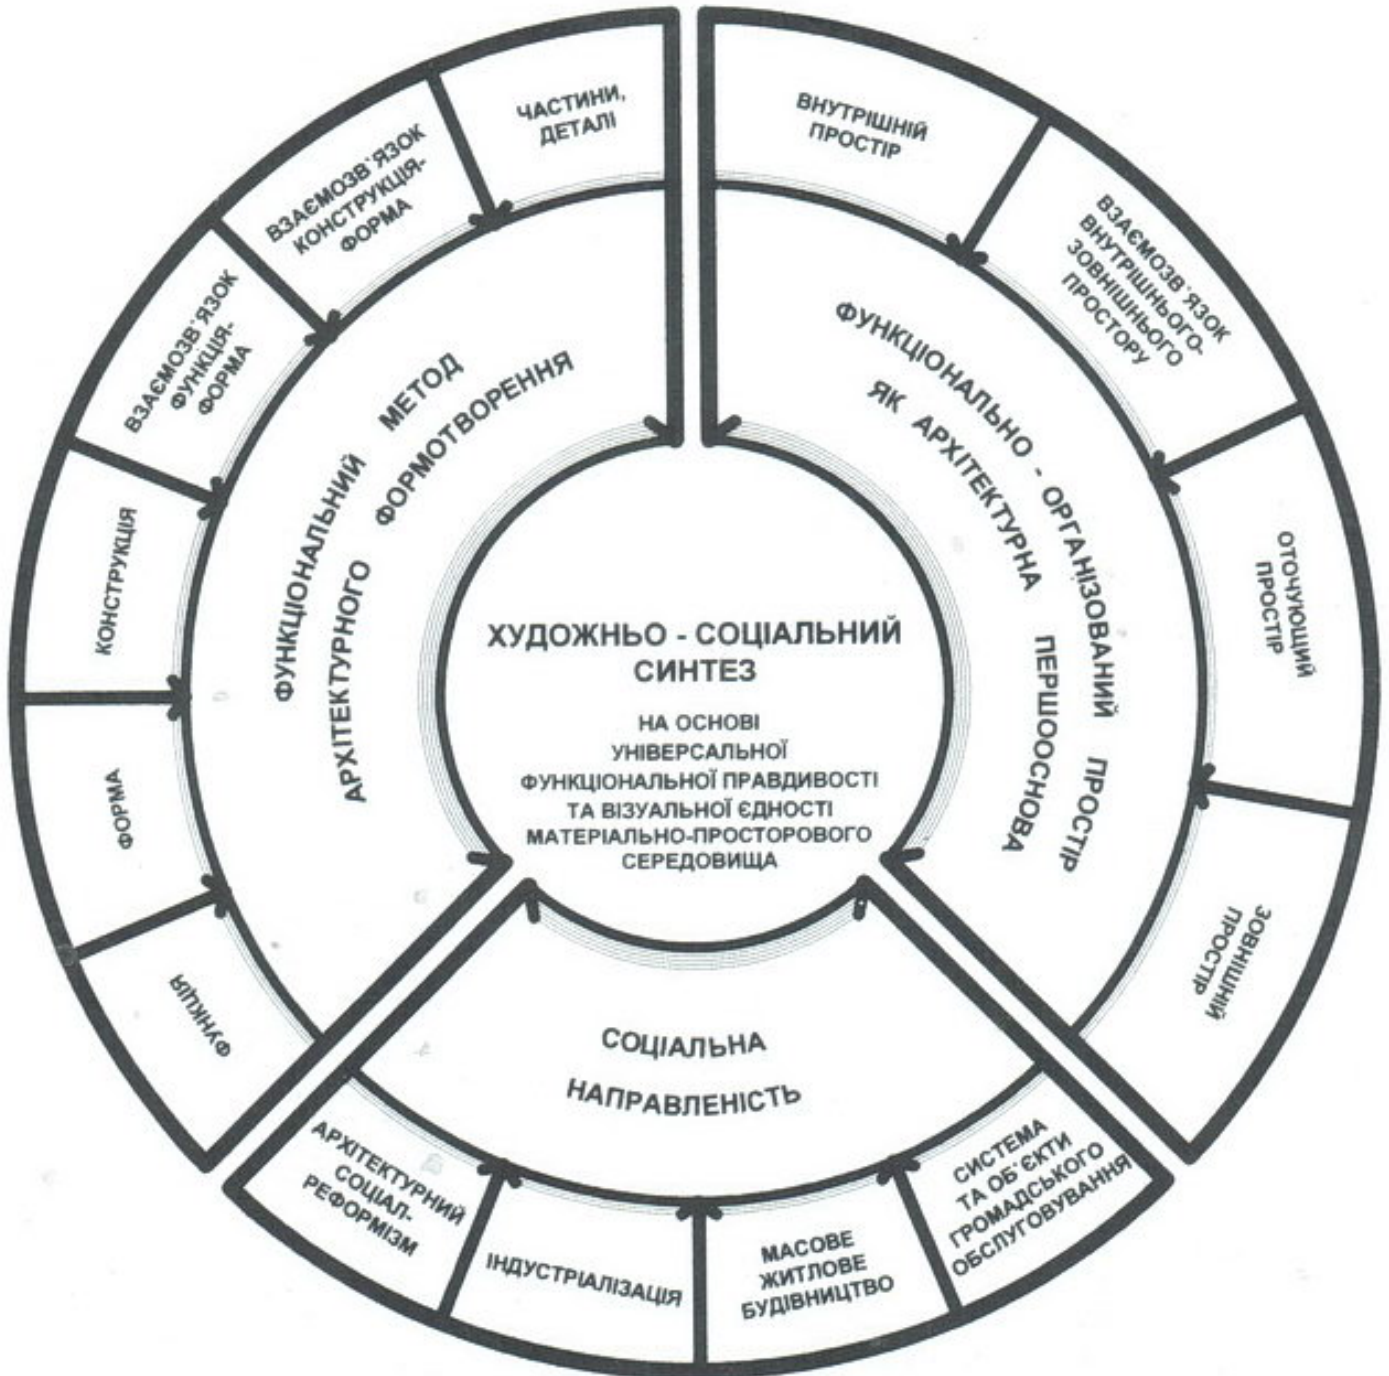 ЧАСТИНИ,
ДЕТАЛІ
ВЗАЄМОЗВ`ЯЗОК
КОНСТРУКЦІЯ-
ФОРМА
ВЗАЄМОЗВ`ЯЗОК
ФУНКЦІЯ-
ФОРМА
КОНСТРУКЦІЯ
ФОРМА
ФУНКЦІЯ
ФУНКЦІОНАЛЬНИЙ МЕТОД
АРХІТЕКТУРНОГО ФОРМОТВОРЕННЯ
ВНУТРІШНІЙ
ПРОСТІР
ВЗАЄМОЗВ`ЯЗОК
ВНУТРІШНЬОГО-
ЗОВНІШНЬОГО
ПРОСТОРУ
ОТОЧУЮЩИЙ
ПРОСТІР
ЗОВНІШНІЙ
ПРОСТІР
ФУНКЦІОНАЛЬНО - ОРГАНІЗОВАНИЙ ПРОСТІР
ЯК АРХІТЕКТУРНА ПЕРШООСНОВА
ХУДОЖНЬО - СОЦІАЛЬНИЙ
СИНТЕЗ
НА ОСНОВІ
УНІВЕРСАЛЬНОЇ
ФУНКЦІОНАЛЬНОЇ ПРАВДИВОСТІ
ТА ВІЗУАЛЬНОЇ ЄДНОСТІ
МАТЕРІАЛЬНО-ПРОСТОРОВОГО
СЕРЕДОВИЩА
СОЦІАЛЬНА
НАПРАВЛЕНІСТЬ
АРХІТЕКТУРНИЙ
СОЦІАЛ-
РЕФОРМІЗМ
ІНДУСТРІАЛІЗАЦІЯ
МАСОВЕ
ЖИТЛОВЕ
БУДІВНИЦТВО
СИСТЕМА
ТА ОБ`ЄКТИ
ГРОМАДСЬКОГО
ОБСЛУГОВУВАННЯ